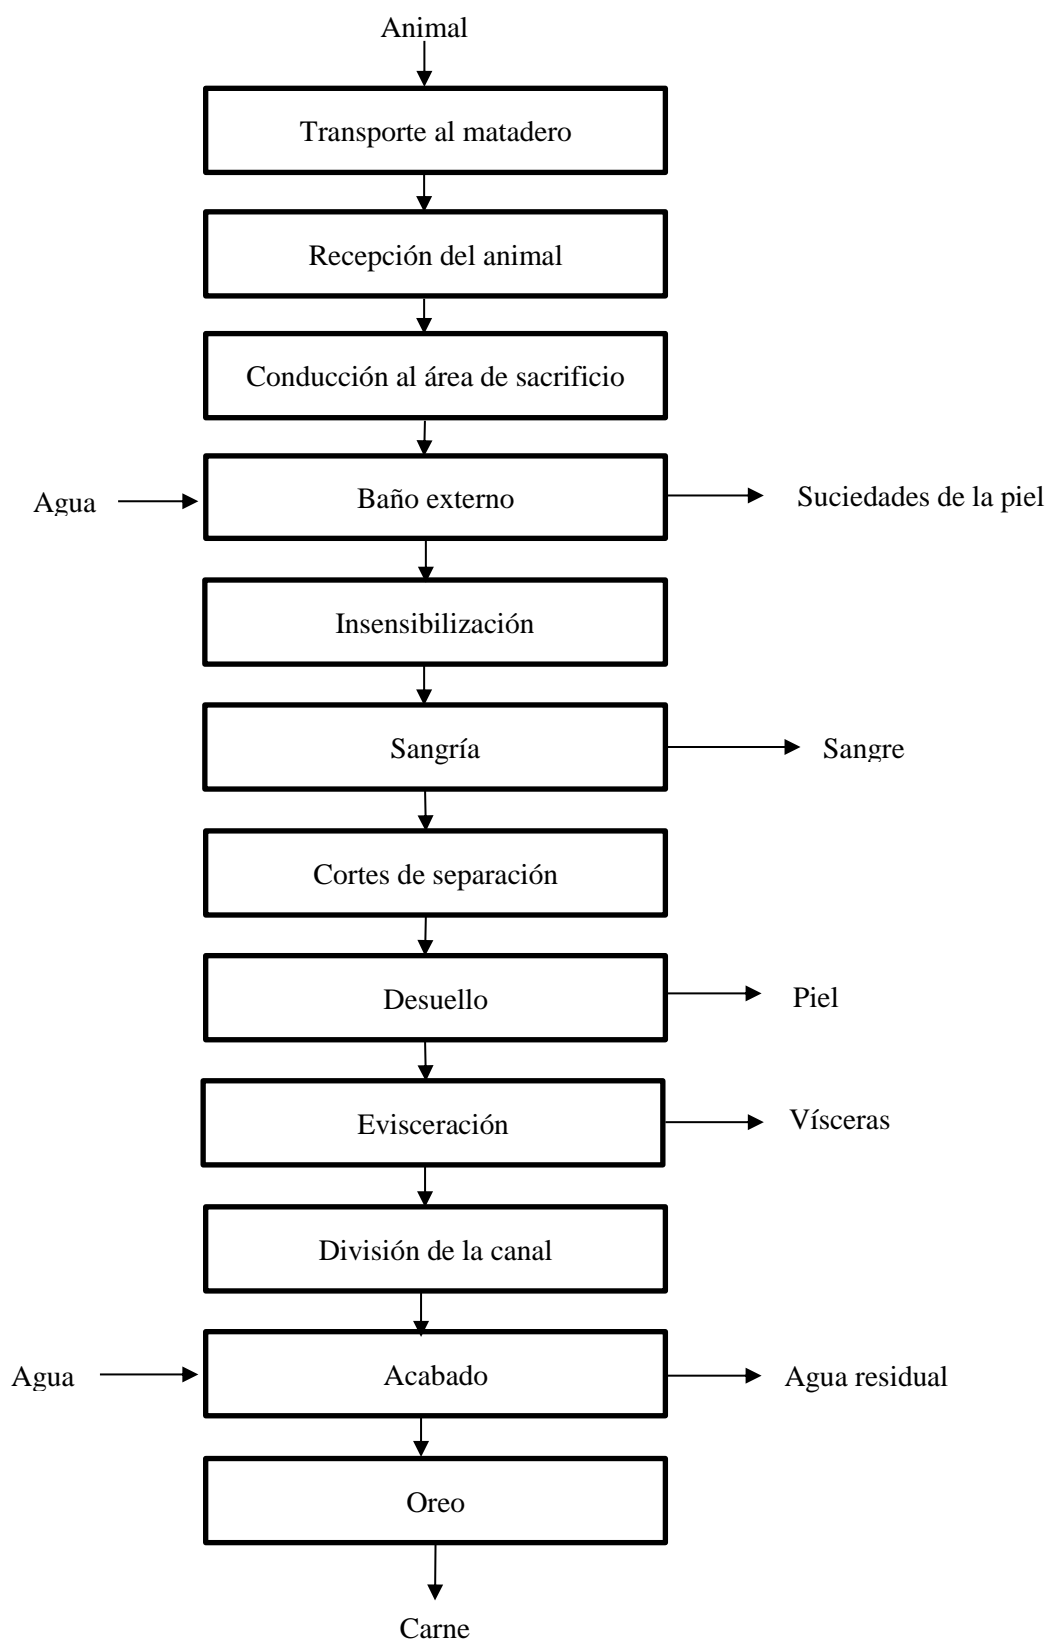 Animal
Transporte al matadero
Recepción del animal
Conducción al área de sacrificio
Agua
Baño externo
Suciedades de la piel
Insensibilización
Sangría
Sangre
Cortes de separación
Desuello
Piel
Evisceración
Vísceras
División de la canal
Agua
Acabado
Agua residual
Oreo
Carne